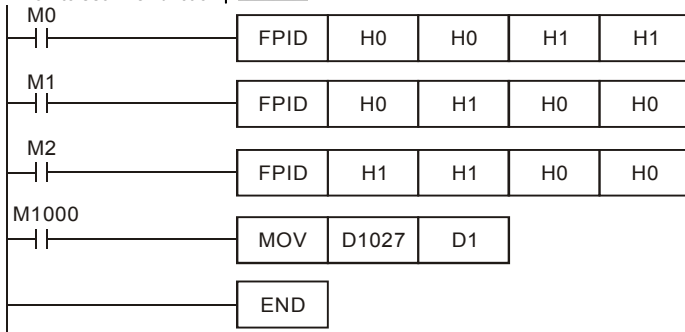 M0
FPID H0 H0 H1 H1
M1
FPID H0 H1 H0 H0
M2
FPID H1 H1 H0 H0
M1000
MOV D1027 D1
END